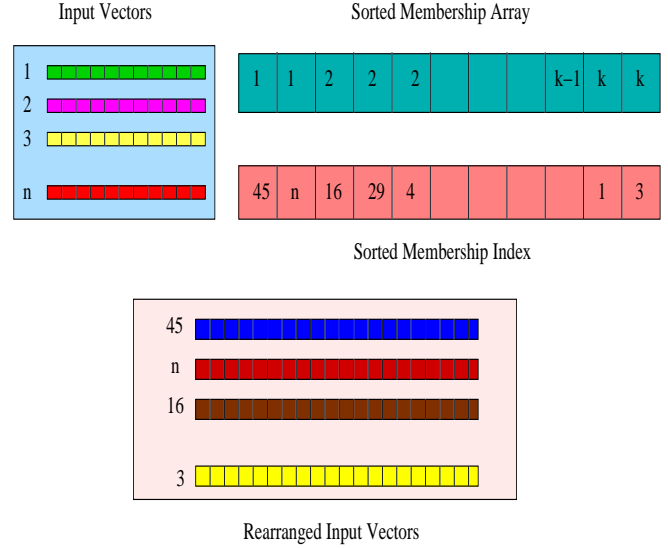 Input Vectors
Sorted Membership Array
1
2
3
n
1 1 2 2 2 k−1 k k
45 n 16 29 4 1 3
Sorted Membership Index
45
n
16
3
Rearranged Input Vectors